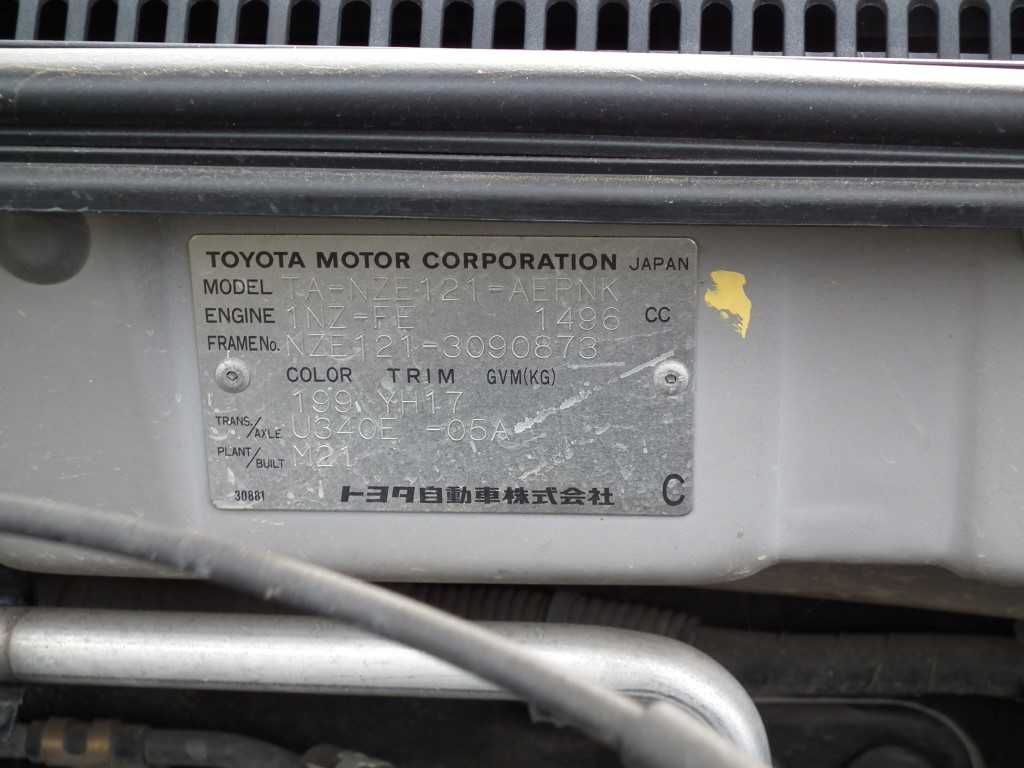 TOYOTA MOTOR CORPORATION JAPAN
MODEL TA-NZE121-AEPNK
ENGINE 1NZ-FE 1496 CC
FRAME No. NZE121-3090873
COLOR TRIM GVM(KG)
199 YH17
TRANS./AXLE U340E -05A
PLANT/BUILT M21
30881 トヨタ自動車株式会社 C